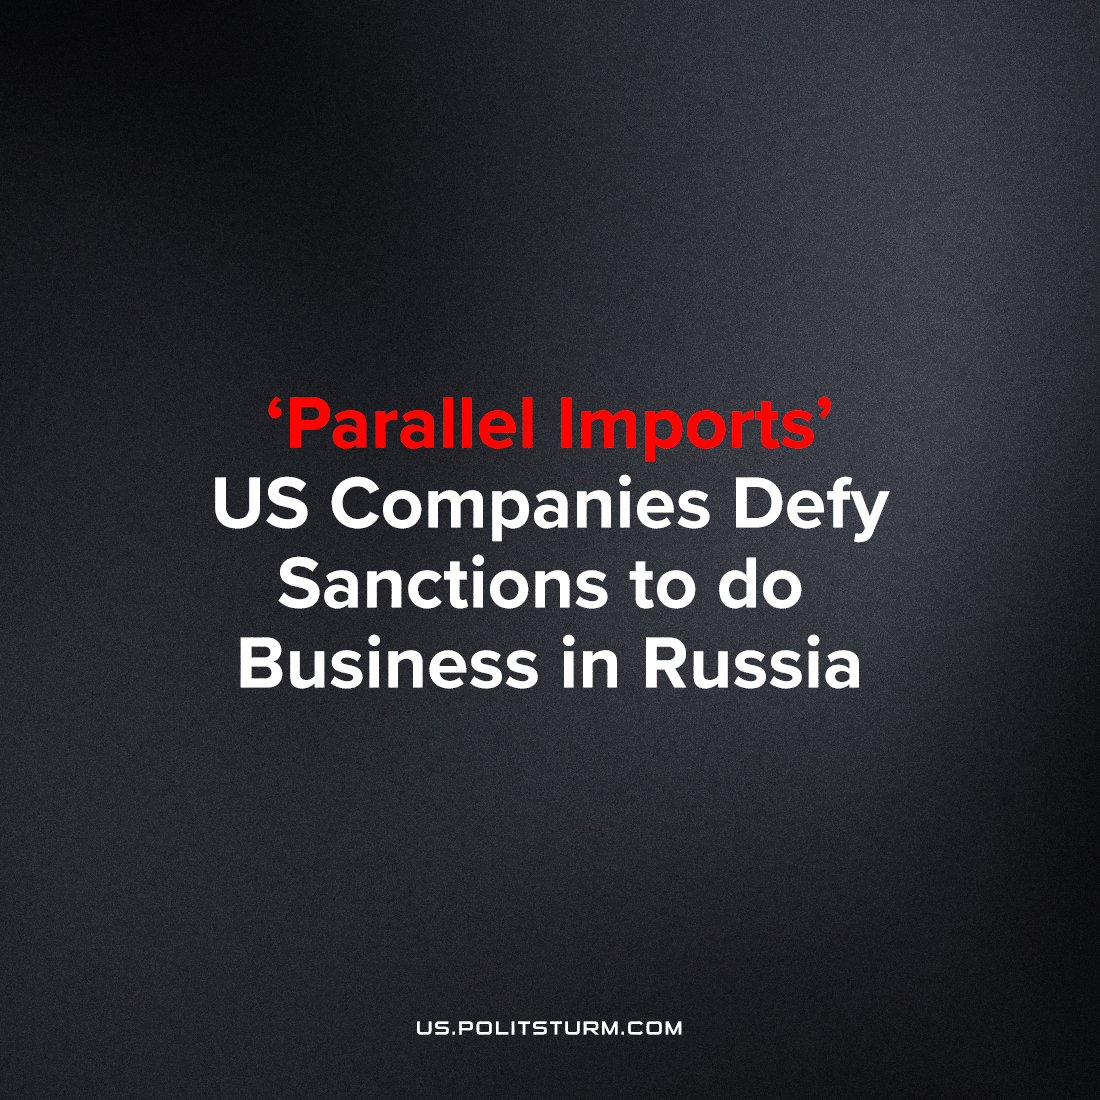 ‘Parallel Imports’
US Companies Defy
Sanctions to do
Business in Russia
US.POLITSTURM.COM